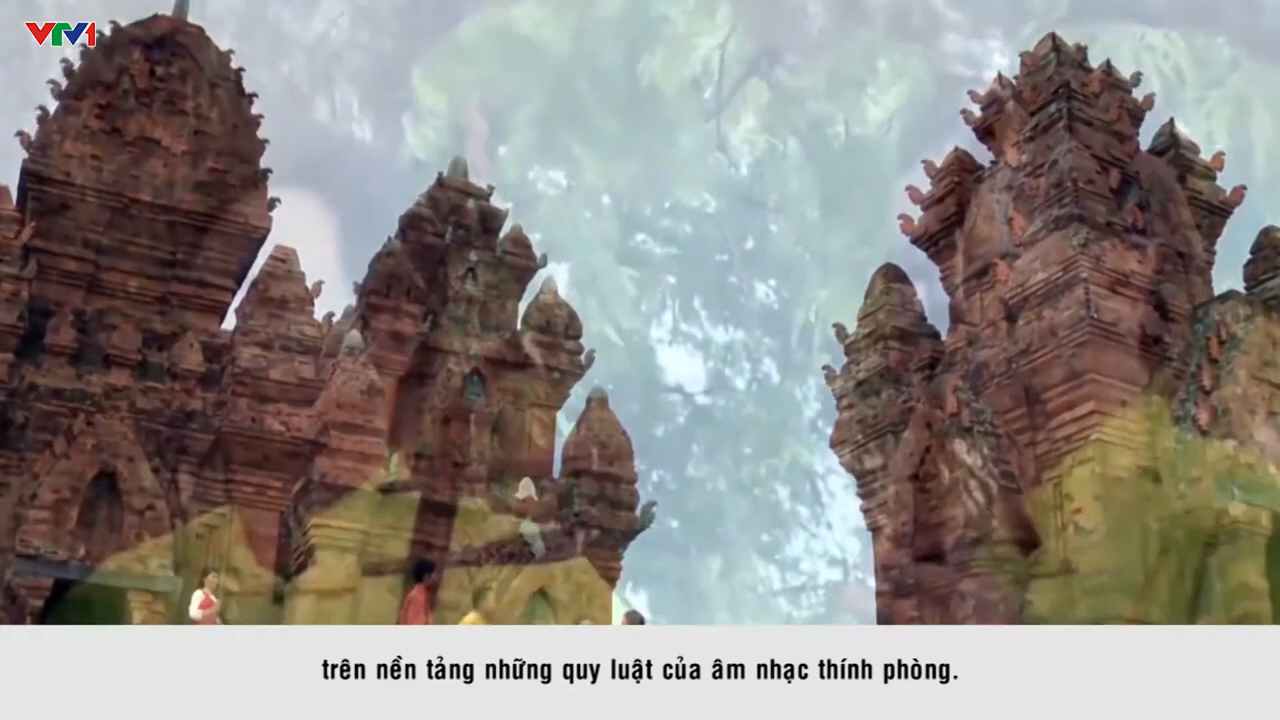 VTV1
trên nền tảng những quy luật của âm nhạc thính phòng.